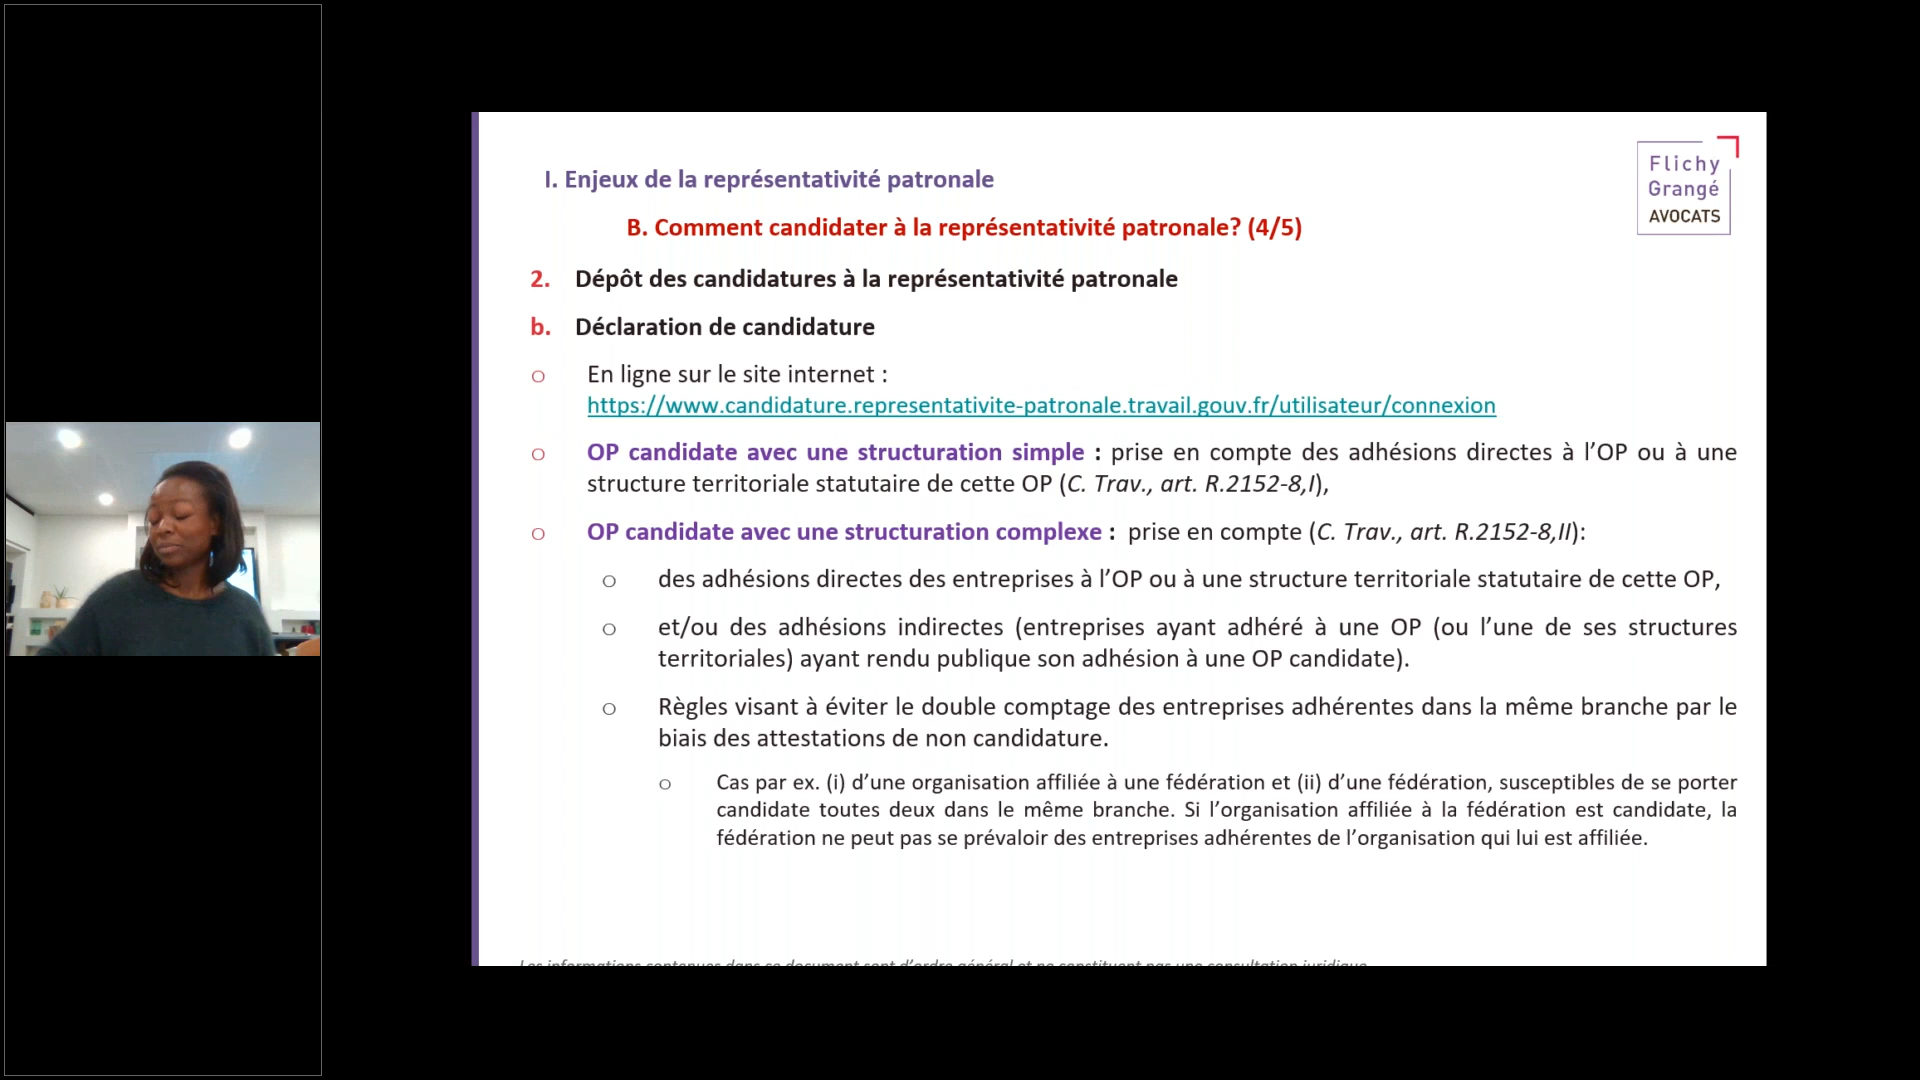 I. Enjeux de la représentativité patronale
Flichy
Grangé
AVOCATS
B. Comment candidater à la représentativité patronale? (4/5)
2. Dépôt des candidatures à la représentativité patronale
b. Déclaration de candidature
o En ligne sur le site internet :
https://www.candidature.representativite-patronale.travail.gouv.fr/utilisateur/connexion
o OP candidate avec une structuration simple : prise en compte des adhésions directes à l’OP ou à une
structure territoriale statutaire de cette OP (C. Trav., art. R.2152-8,I),
o OP candidate avec une structuration complexe : prise en compte (C. Trav., art. R.2152-8,II):
o des adhésions directes des entreprises à l’OP ou à une structure territoriale statutaire de cette OP,
o et/ou des adhésions indirectes (entreprises ayant adhéré à une OP (ou l’une de ses structures
territoriales) ayant rendu publique son adhésion à une OP candidate).
o Règles visant à éviter le double comptage des entreprises adhérentes dans la même branche par le
biais des attestations de non candidature.
o Cas par ex. (i) d’une organisation affiliée à une fédération et (ii) d’une fédération, susceptibles de se porter
candidate toutes deux dans le même branche. Si l’organisation affiliée à la fédération est candidate, la
fédération ne peut pas se prévaloir des entreprises adhérentes de l’organisation qui lui est affiliée.
Les informations contenues dans ce document sont d’ordre général et ne constituent pas une consultation juridique